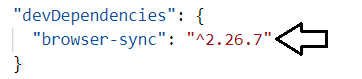 "devDependencies": {
"browser-sync": "^2.26.7"
}